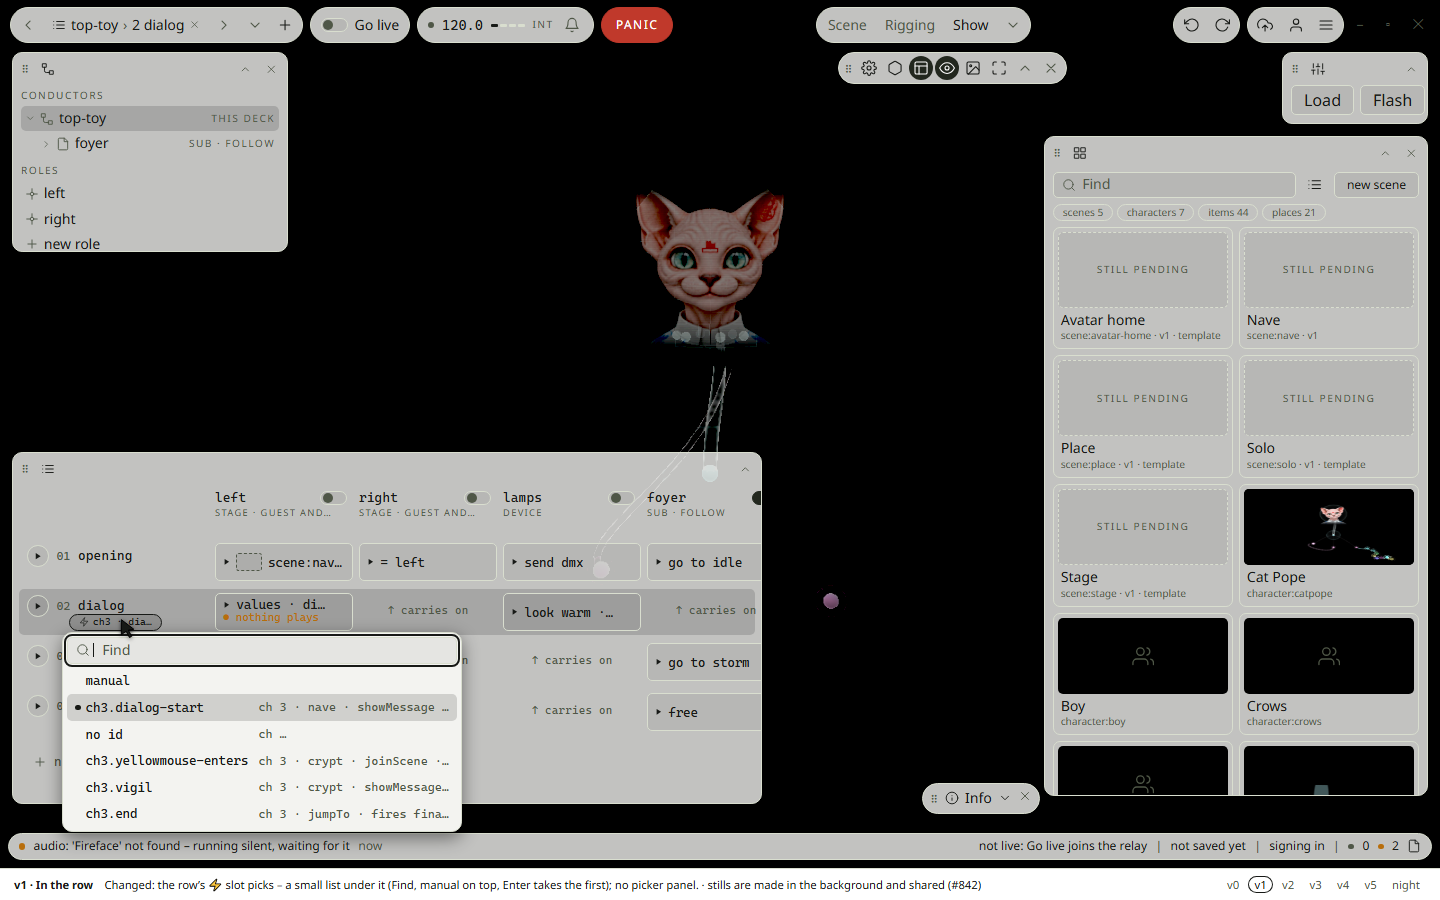 top-toy › 2 dialog
Go live
120.0
INT
PANIC
Scene
Rigging
Show
CONDUCTORS
top-toy
THIS DECK
foyer
SUB · FOLLOW
ROLES
left
right
new role
Load
Flash
Find
new scene
scenes 5
characters 7
items 44
places 21
STILL PENDING
STILL PENDING
Avatar home
scene:avatar-home · v1 · template
Nave
scene:nave · v1
STILL PENDING
STILL PENDING
Place
scene:place · v1 · template
Solo
scene:solo · v1 · template
STILL PENDING
Stage
scene:stage · v1 · template
Cat Pope
character:catpope
Boy
character:boy
Crows
character:crows
left
STAGE · GUEST AND…
right
STAGE · GUEST AND…
lamps
DEVICE
foyer
SUB · FOLLOW
01 opening
scene:nav…
= left
send dmx
go to idle
02 dialog
ch3 · dia…
values · di…
nothing plays
↑ carries on
look warm ·…
↑ carries on
↑ carries on
go to storm
↑ carries on
free
Find
manual
ch3.dialog-start ch 3 · nave · showMessage …
no id ch …
ch3.yellowmouse-enters ch 3 · crypt · joinScene ·…
ch3.vigil ch 3 · crypt · showMessage…
ch3.end ch 3 · jumpTo · fires fina…
Info
audio: 'Fireface' not found – running silent, waiting for it now
not live: Go live joins the relay | not saved yet | signing in | 0 2
v1 · In the row Changed: the row's ⚡ slot picks – a small list under it (Find, manual on top, Enter takes the first); no picker panel. · stills are made in the background and shared (#842)
v0 v1 v2 v3 v4 v5 night